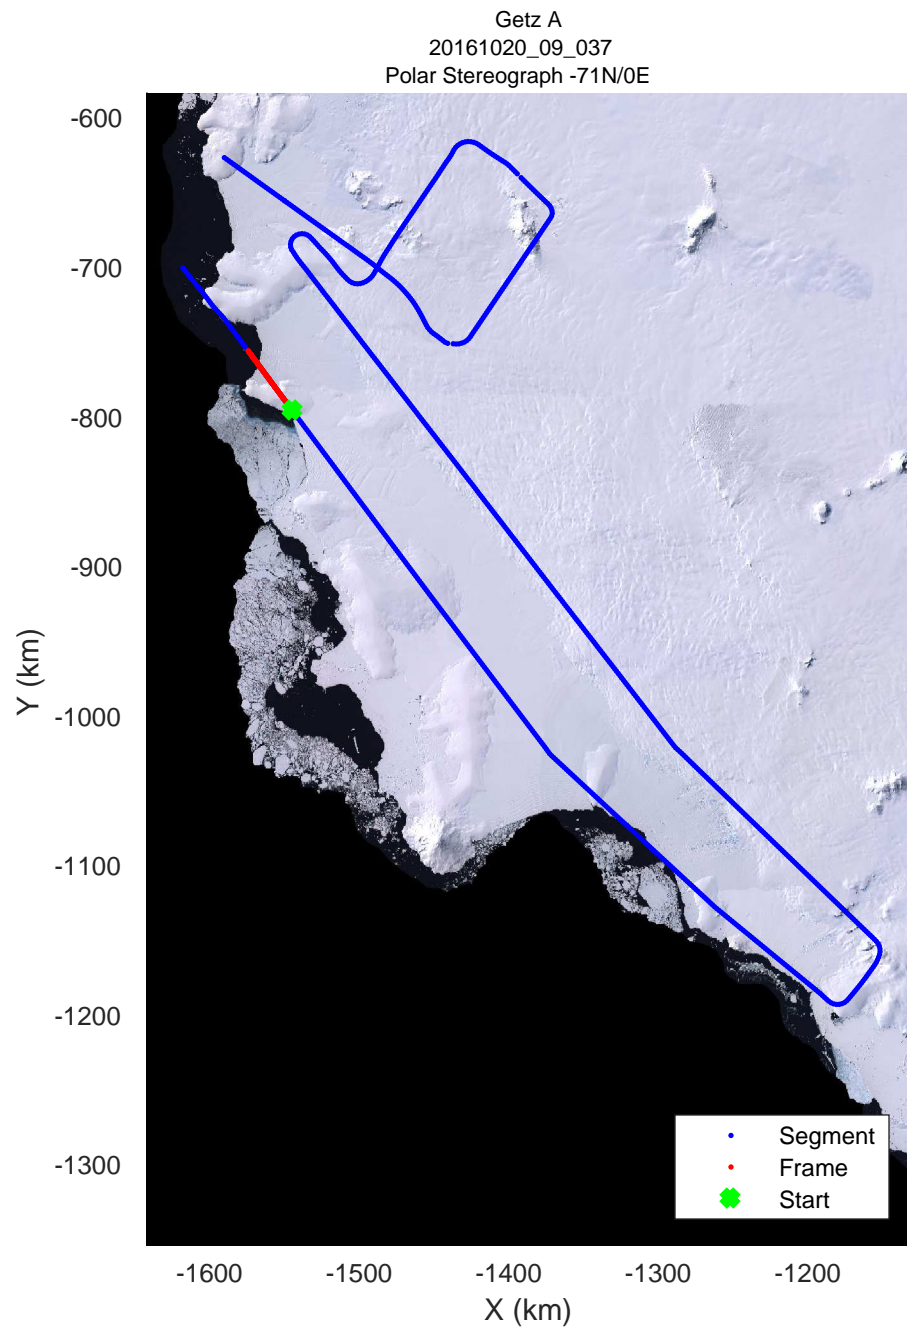 Getz A
20161020_09_037
Polar Stereograph -71N/0E
-600
-700
-800
-900
-1000
-1100
-1200
-1300
Y (km)
-1600 -1500 -1400 -1300 -1200
X (km)
Segment
Frame
Start